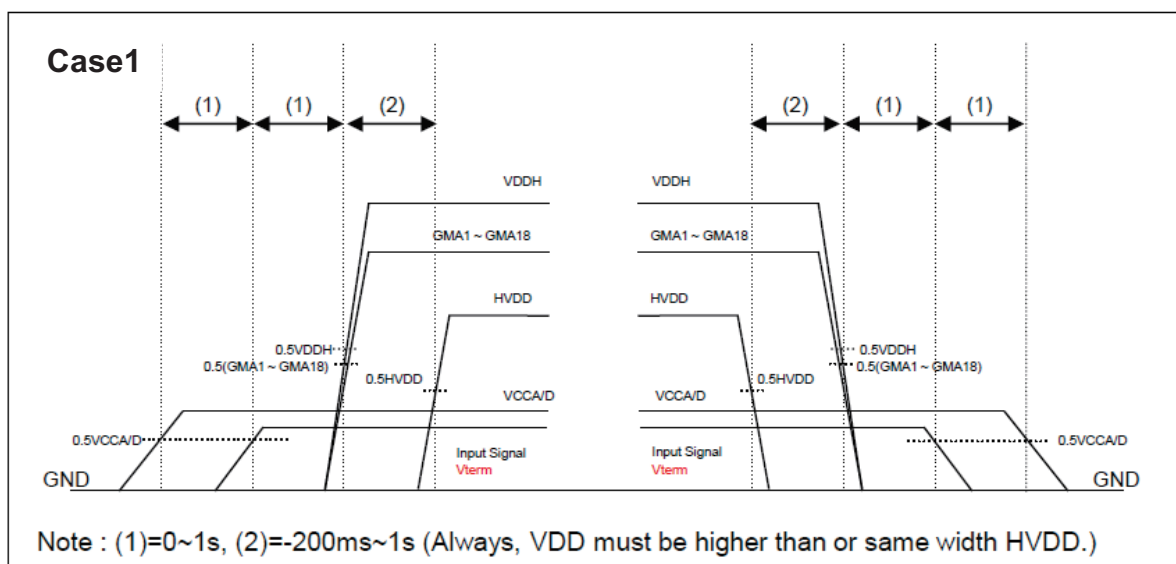 Case1
(1) (1) (2) (2) (1) (1)
VDDH VDDH
GMA1 ~ GMA18 GMA1 ~ GMA18
HVDD HVDD
0.5VDDH 0.5VDDH
0.5(GMA1 ~ GMA18) 0.5(GMA1 ~ GMA18)
0.5HVDD 0.5HVDD
VCCA/D VCCA/D
0.5VCCA/D 0.5VCCA/D
Input Signal Input Signal
Vterm Vterm
GND GND
Note : (1)=0~1s, (2)=-200ms~1s (Always, VDD must be higher than or same width HVDD.)